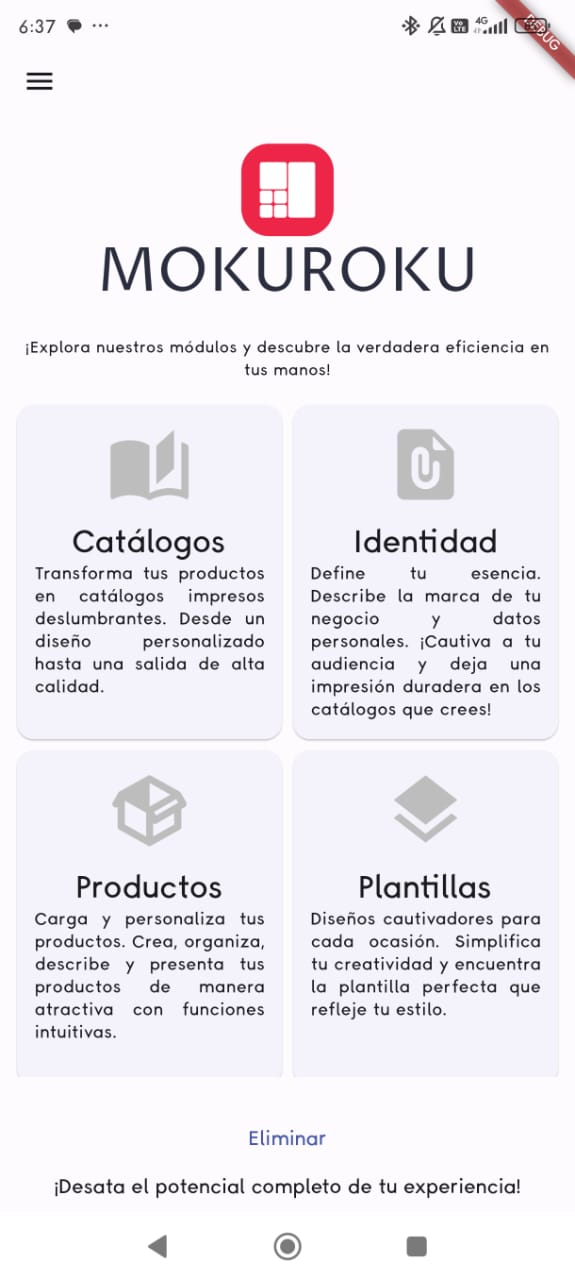 6:37
4G
Vo
LTE
DEBUG
MOKUROKU
¡Explora nuestros módulos y descubre la verdadera eficiencia en
tus manos!
Catálogos
Transforma tus productos
en catálogos impresos
deslumbrantes. Desde un
diseño personalizado
hasta una salida de alta
calidad.
Identidad
Define tu esencia.
Describe la marca de tu
negocio y datos
personales. ¡Cautiva a tu
audiencia y deja una
impresión duradera en los
catálogos que crees!
Productos
Carga y personaliza tus
productos. Crea, organiza,
describe y presenta tus
productos de manera
atractiva con funciones
intuitivas.
Plantillas
Diseños cautivadores para
cada ocasión. Simplifica
tu creatividad y encuentra
la plantilla perfecta que
refleje tu estilo.
Eliminar
¡Desata el potencial completo de tu experiencia!